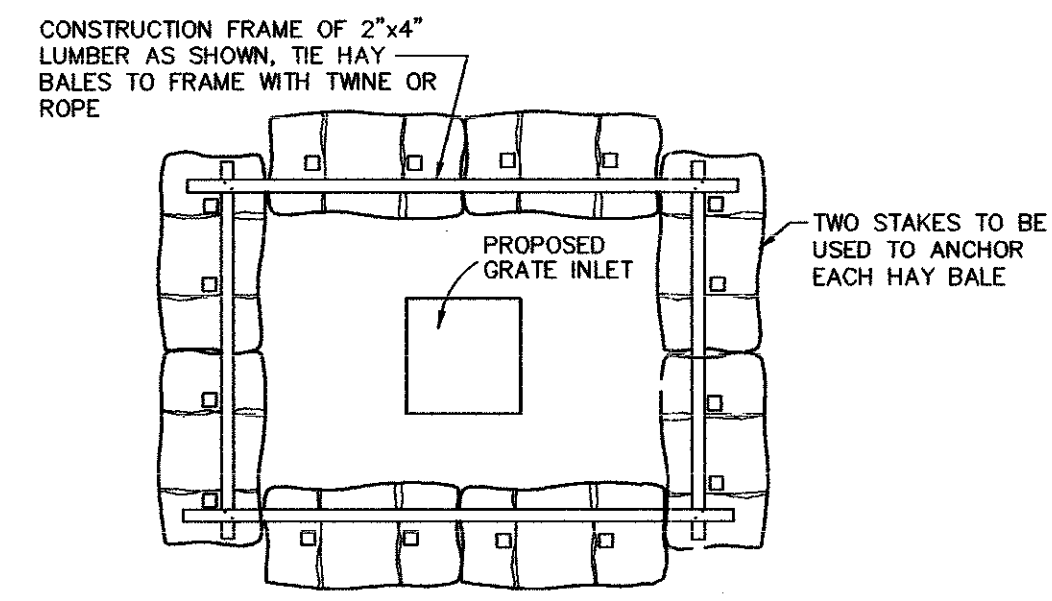 CONSTRUCTION FRAME OF 2"x4"
LUMBER AS SHOWN, TIE HAY
BALES TO FRAME WITH TWINE OR
ROPE
PROPOSED
GRATE INLET
TWO STAKES TO BE
USED TO ANCHOR
EACH HAY BALE